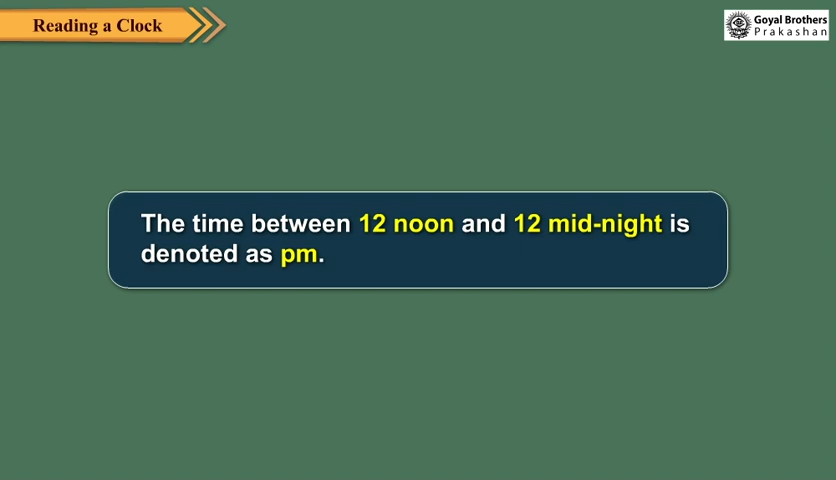 Reading a Clock
Goyal Brothers
Prakashan
The time between 12 noon and 12 mid-night is
denoted as pm.